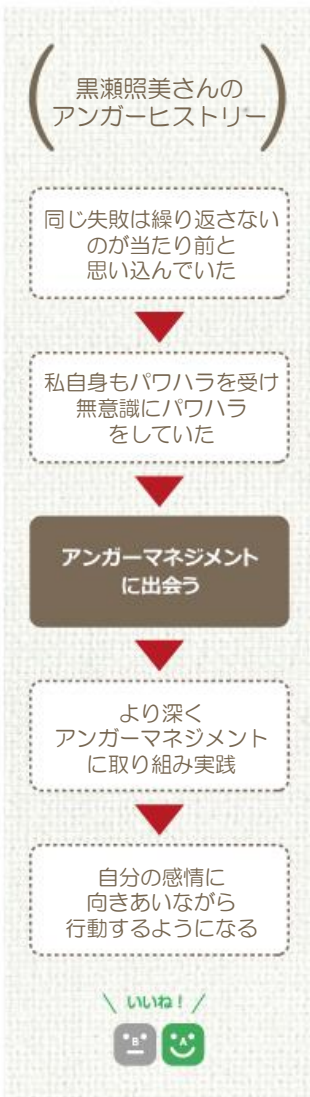 黒瀬照美さんの
アンガーヒストリー
同じ失敗は繰り返さない
のが当たり前と
思い込んでいた
私自身もパワハラを受け
無意識にパワハラ
をしていた
アンガーマネジメント
に出会う
より深く
アンガーマネジメント
に取り組み実践
自分の感情に
向きあいながら
行動するようになる
いいね!
B A